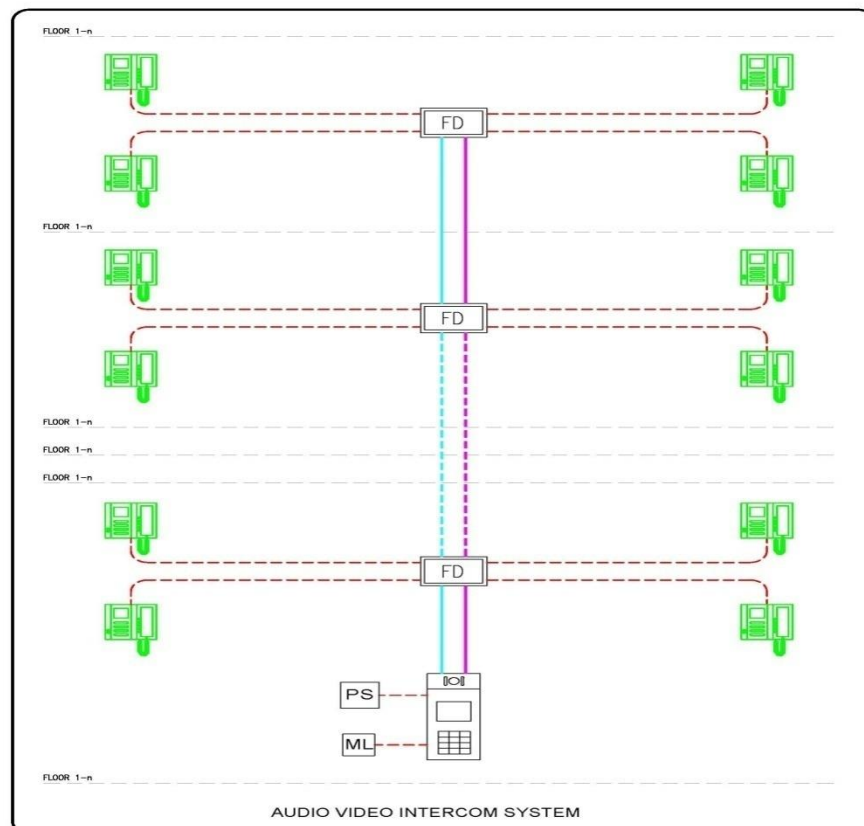 FLOOR 1-n
FD
FLOOR 1-n
FD
FLOOR 1-n
FLOOR 1-n
FLOOR 1-n
FD
PS
ML
FLOOR 1-n
AUDIO VIDEO INTERCOM SYSTEM